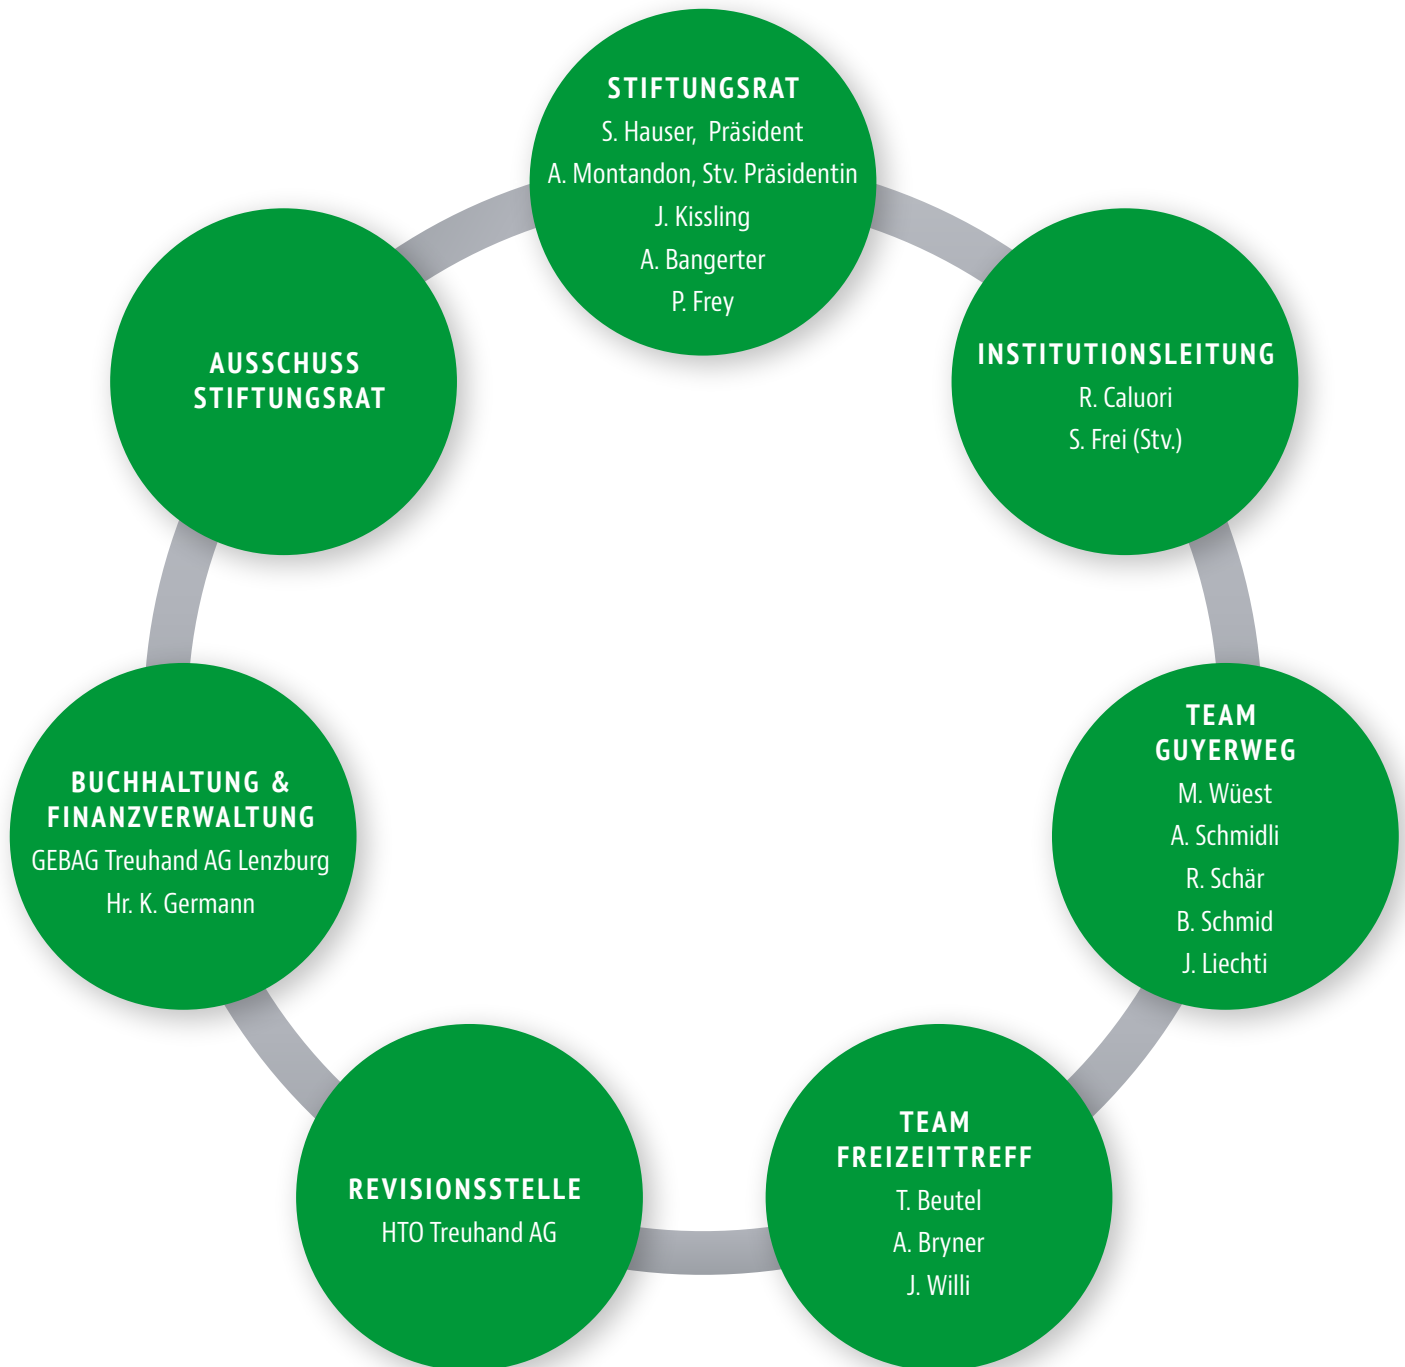 STIFTUNGSRAT
S. Hauser, Präsident
A. Montandon, Stv. Präsidentin
J. Kissling
A. Bangerter
P. Frey
INSTITUTIONSLEITUNG
R. Caluori
S. Frei (Stv.)
TEAM
GUYERWEG
M. Wüest
A. Schmidli
R. Schär
B. Schmid
J. Liechti
TEAM
FREIZEITTREFF
T. Beutel
A. Bryner
J. Willi
REVISIONSSTELLE
HTO Treuhand AG
BUCHHALTUNG &
FINANZVERWALTUNG
GEBAG Treuhand AG Lenzburg
Hr. K. Germann
AUSSCHUSS
STIFTUNGSRAT